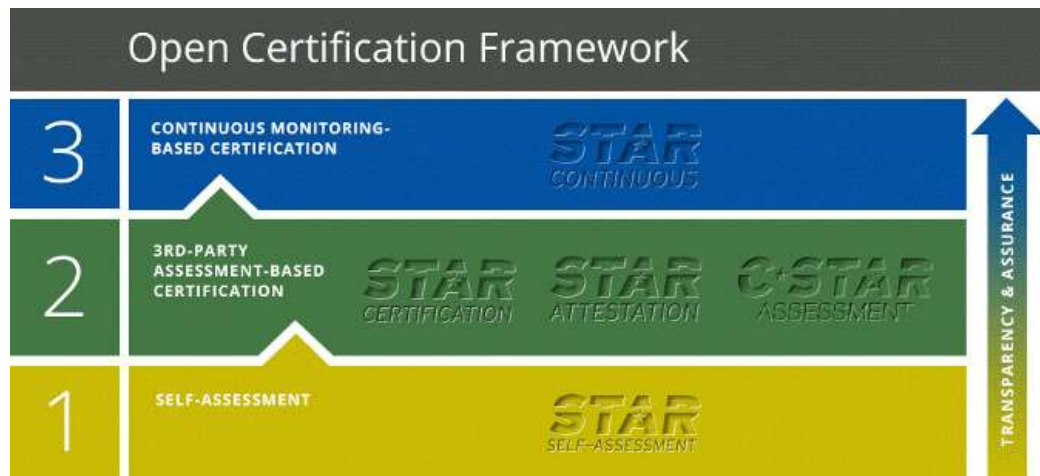 Open Certification Framework
3
CONTINUOUS MONITORING-
BASED CERTIFICATION
STAR
CONTINUOUS
2
3RD-PARTY
ASSESSMENT-BASED
CERTIFICATION
STAR
CERTIFICATION
STAR
ATTESTATION
C★STAR
ASSESSMENT
1
SELF-ASSESSMENT
STAR
SELF-ASSESSMENT
TRANSPARENCY & ASSURANCE